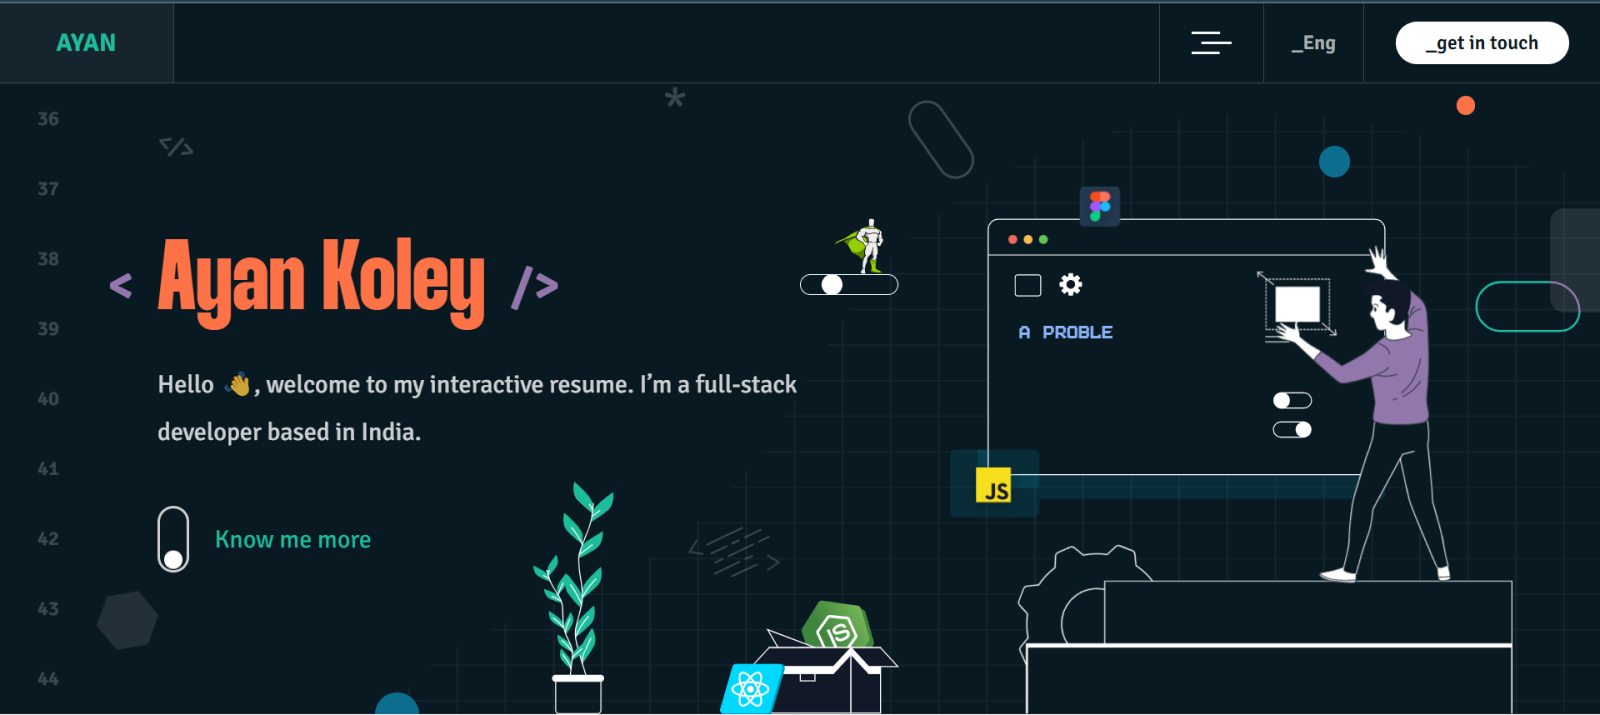 AYAN
_Eng
_get in touch
36
</>
37
38
< Ayan Koley />
A PROBLE
39
Hello 👋, welcome to my interactive resume. I’m a full-stack
40
developer based in India.
41
JS
42
Know me more
43
JS
44